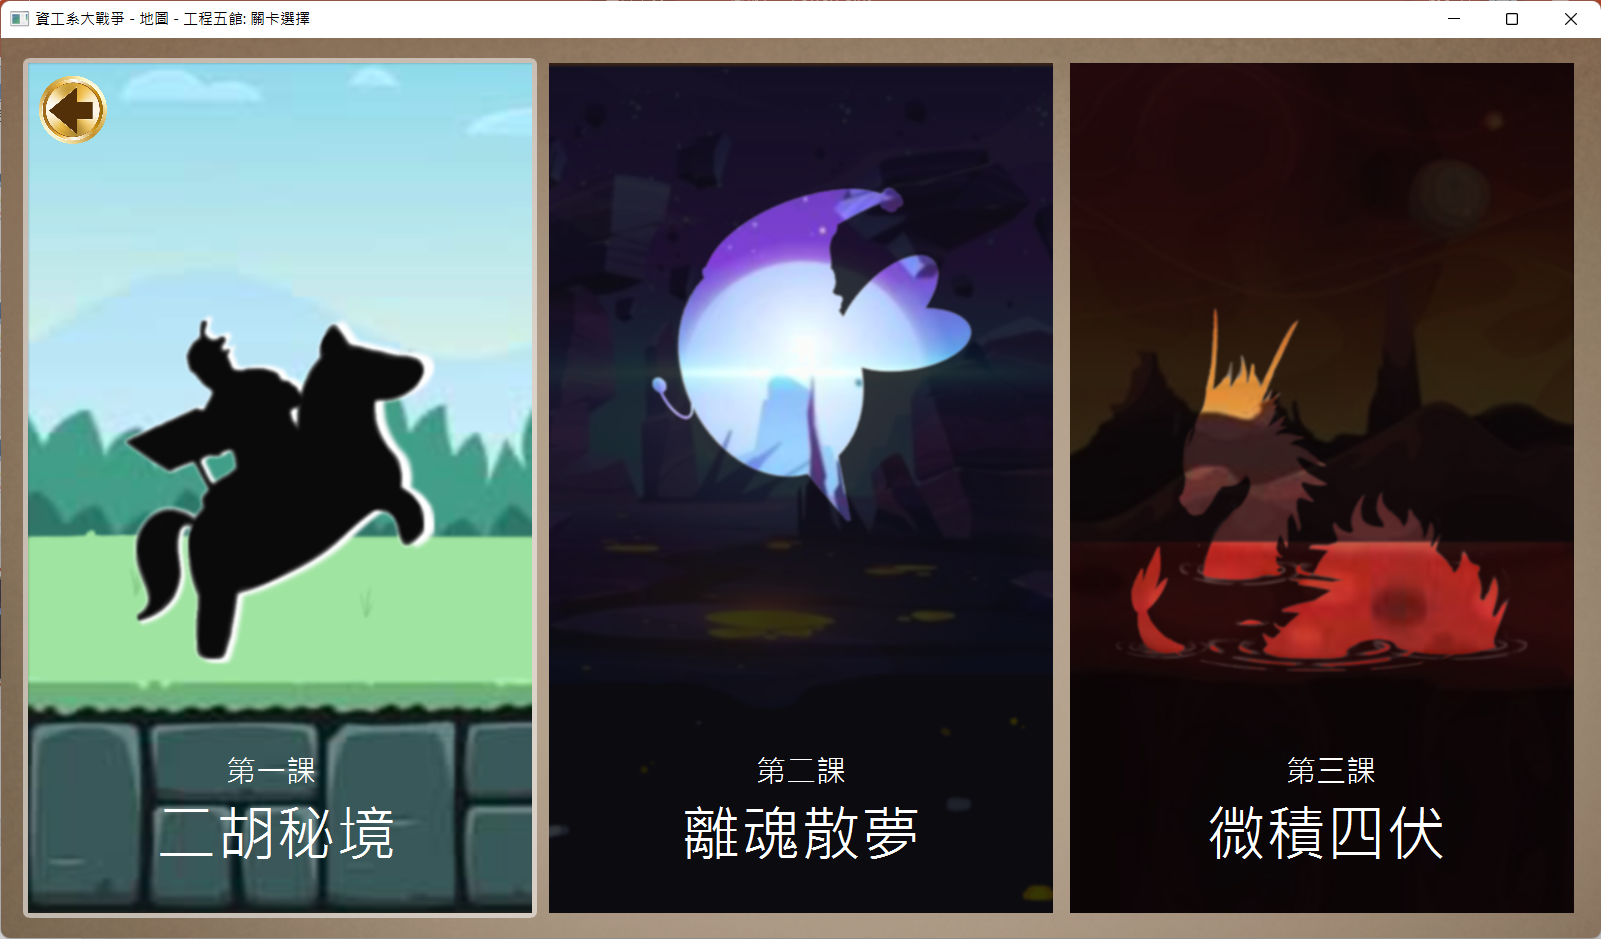 資工系大戰爭 - 地圖 - 工程五館: 關卡選擇
第一課
二胡秘境
第二課
離魂散夢
第三課
微積四伏